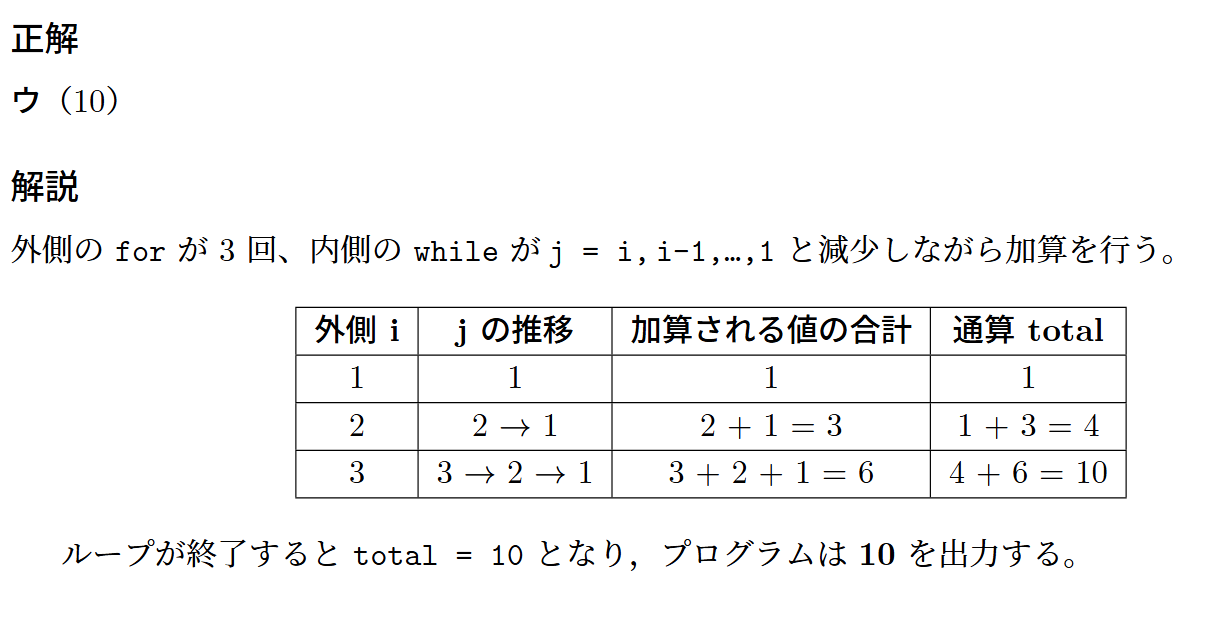 正解
ウ（10）
解説
外側の for が 3 回、内側の while が j = i,i-1,…,1 と減少しながら加算を行う。
外側 i j の推移 加算される値の合計 通算 total
1 1 1 1
2 2 → 1 2 + 1 = 3 1 + 3 = 4
3 3 → 2 → 1 3 + 2 + 1 = 6 4 + 6 = 10
ループが終了すると total = 10 となり，プログラムは 10 を出力する。